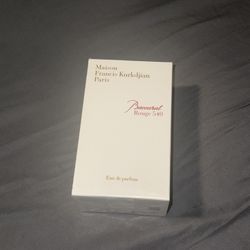 Maison
Francis Kurkdjian
Paris
Baccarat
Rouge 540
Eau de parfum